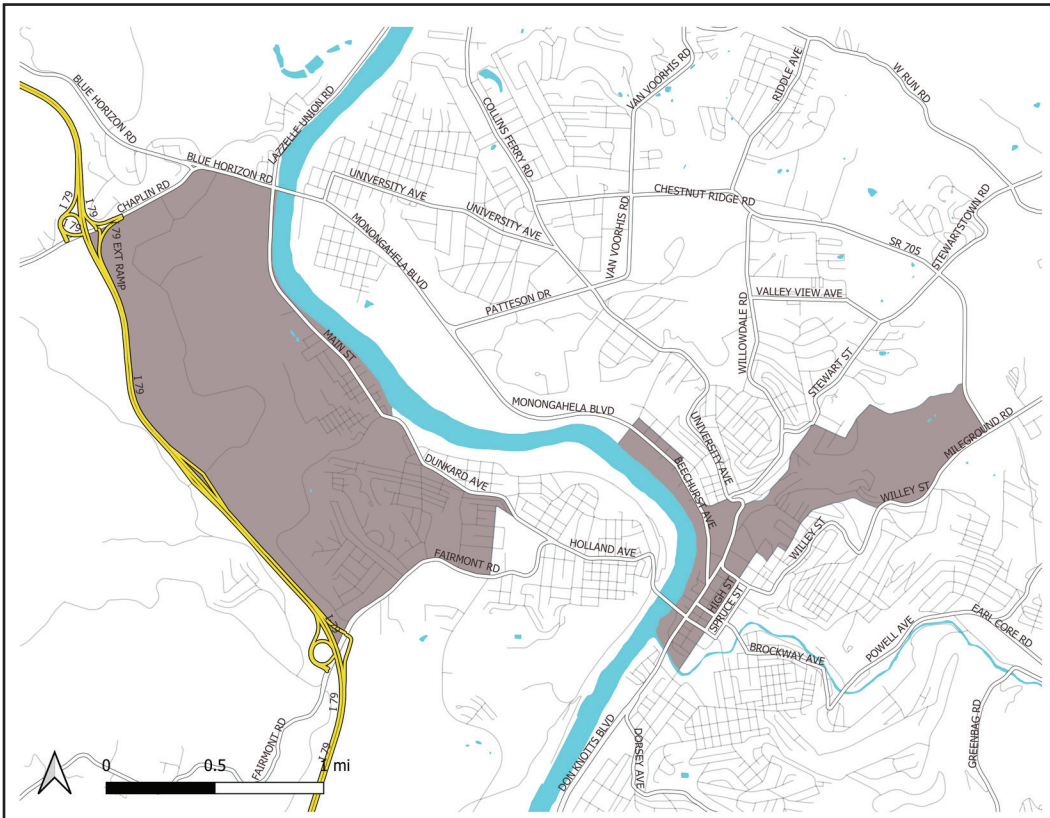 BLUE HORIZON RD
LAZZELLE UNION RD
COLLINS FERRY RD
VAN VOORHIS RD
RIDDLE AVE
W RUN RD
BLUE HORIZON RD
CHAPLIN RD
I 79
I 79
I 79
I 79 EXT RAMP
UNIVERSITY AVE
UNIVERSITY AVE
CHESTNUT RIDGE RD
VAN VOORHIS RD
STEWARTSTOWN RD
SR 705
MONONGAHELA BLVD
PATTESON DR
VALLEY VIEW AVE
WILLOWDALE RD
STEWART ST
MAIN ST
I 79
MONONGAHELA BLVD
UNIVERSITY AVE
BEECHURST AVE
MILEGROUND RD
DUNKARD AVE
WILLEY ST
WILLEY ST
HOLLAND AVE
FAIRMONT RD
HIGH ST
SPRUCE ST
BROCKWAY AVE
POWELL AVE
EARL CORE RD
I 79
I 79
FAIRMONT RD
I 79
DON KNOTTS BLVD
DORSEY AVE
GREENBAG RD
0 0.5 1 mi